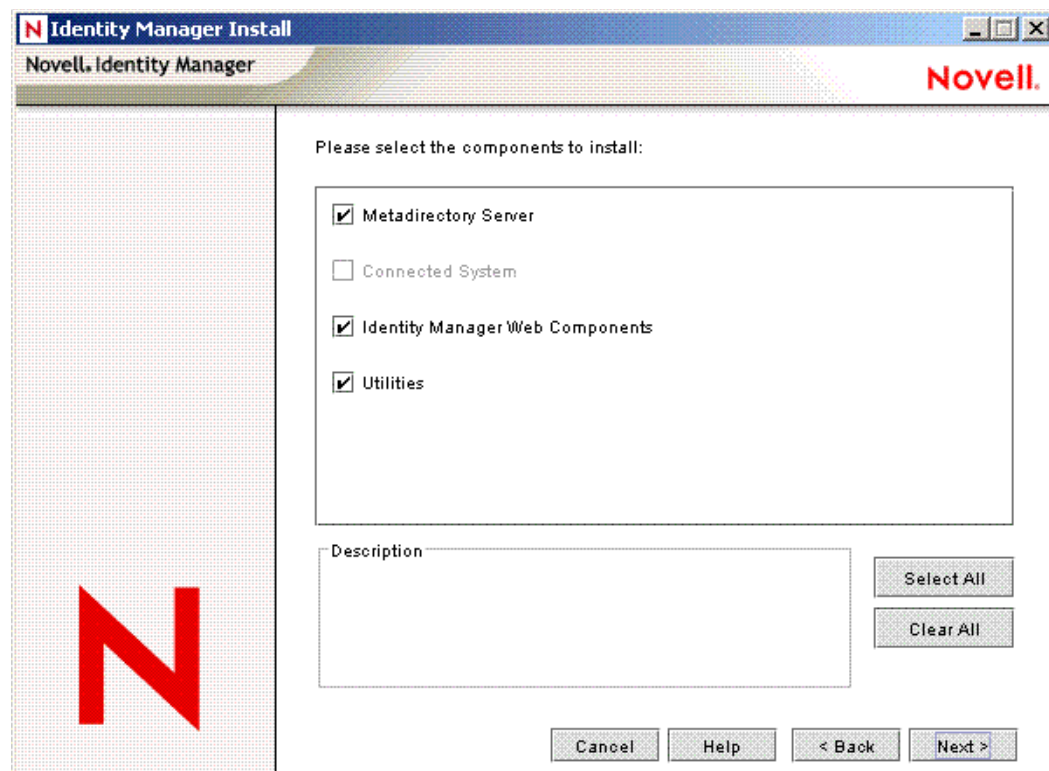 N Identity Manager Install
Novell. Identity Manager
Novell.
Please select the components to install:
Metadirectory Server
Connected System
Identity Manager Web Components
Utilities
Description
Select All
Clear All
N
Cancel
Help
< Back
Next >